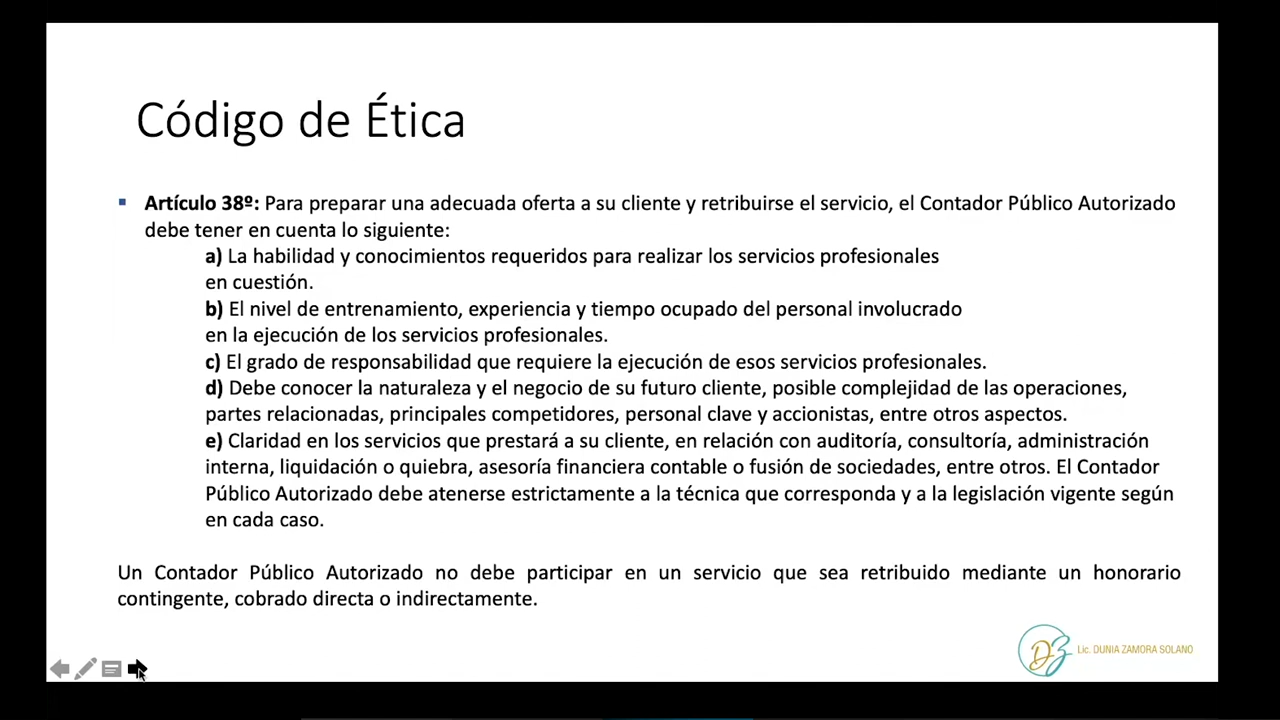 Código de Ética
▪ Artículo 38º: Para preparar una adecuada oferta a su cliente y retribuirse el servicio, el Contador Público Autorizado
debe tener en cuenta lo siguiente:
a) La habilidad y conocimientos requeridos para realizar los servicios profesionales
en cuestión.
b) El nivel de entrenamiento, experiencia y tiempo ocupado del personal involucrado
en la ejecución de los servicios profesionales.
c) El grado de responsabilidad que requiere la ejecución de esos servicios profesionales.
d) Debe conocer la naturaleza y el negocio de su futuro cliente, posible complejidad de las operaciones,
partes relacionadas, principales competidores, personal clave y accionistas, entre otros aspectos.
e) Claridad en los servicios que prestará a su cliente, en relación con auditoría, consultoría, administración
interna, liquidación o quiebra, asesoría financiera contable o fusión de sociedades, entre otros. El Contador
Público Autorizado debe atenerse estrictamente a la técnica que corresponda y a la legislación vigente según
en cada caso.
Un Contador Público Autorizado no debe participar en un servicio que sea retribuido mediante un honorario
contingente, cobrado directa o indirectamente.
DZ Lic. DUNIA ZAMORA SOLANO